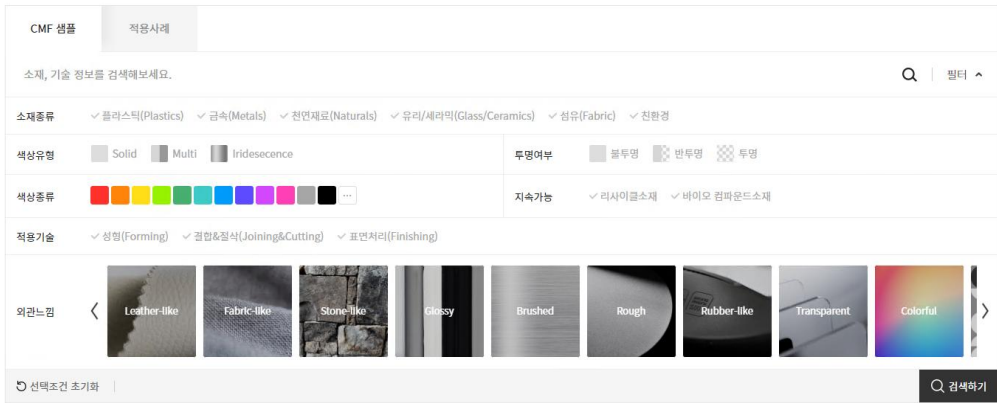 CMF 샘플 적용사례
소재, 기술 정보를 검색해보세요. 필터
소재종류 플라스틱(Plastics) 금속(Metals) 천연재료(Naturals) 유리/세라믹(Glass/Ceramics) 섬유(Fabric) 친환경
색상유형 Solid Multi Iridesecence 투명여부 불투명 반투명 투명
색상종류 ... 지속가능 리사이클소재 바이오 컴파운드소재
적용기술 성형(Forming) 결합&절삭(Joining&Cutting) 표면처리(Finishing)
외관느낌 Leather-like Fabric-like Stone-like Glossy Brushed Rough Rubber-like Transparent Colorful
선택조건 초기화 검색하기